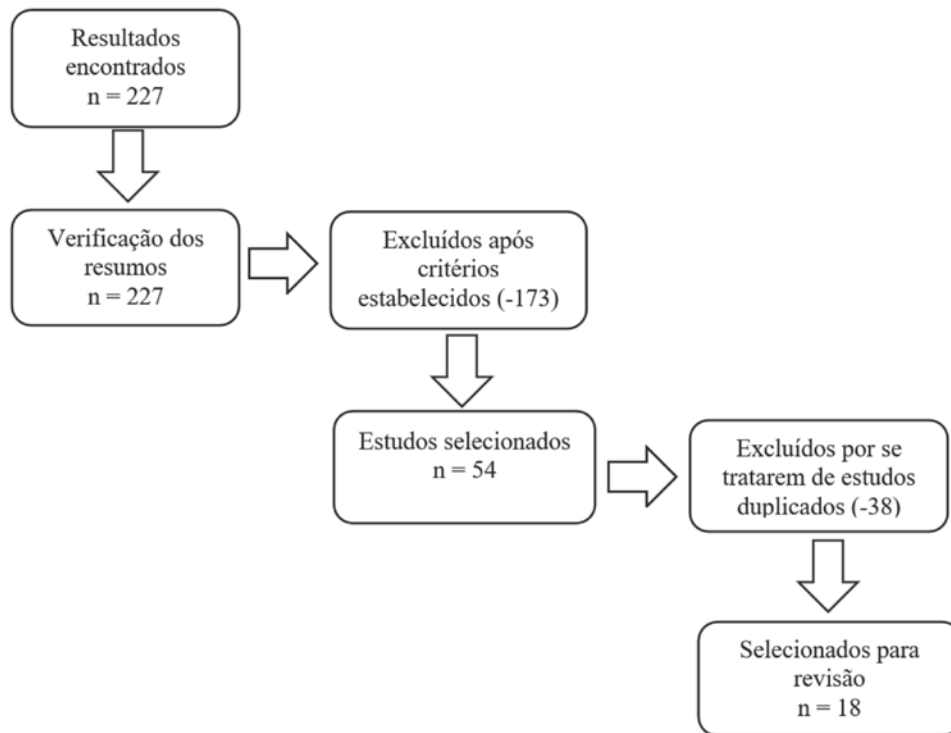 Resultados
encontrados
n = 227
Verificação dos
resumos
n = 227
Excluídos após
critérios
estabelecidos (-173)
Estudos selecionados
n = 54
Excluídos por se
tratarem de estudos
duplicados (-38)
Selecionados para
revisão
n = 18